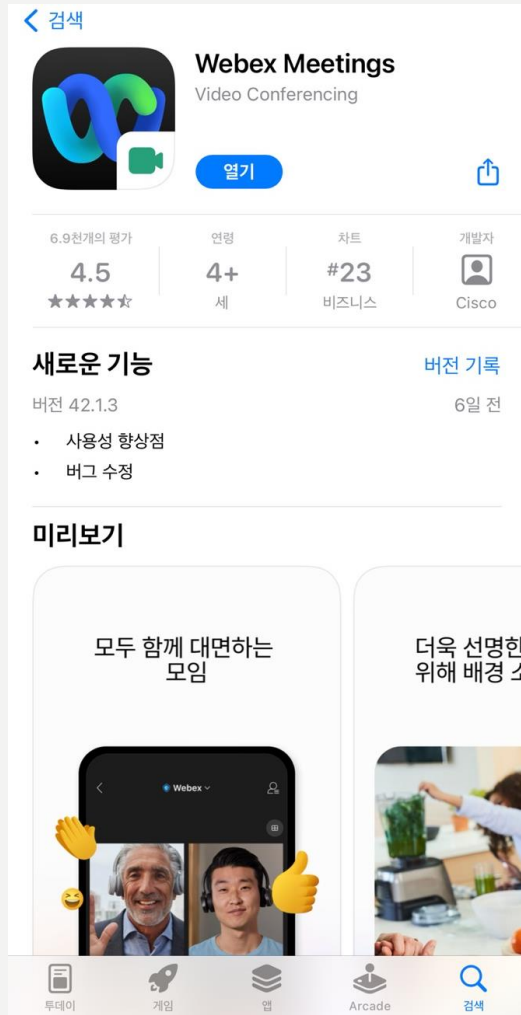 검색
Webex Meetings
Video Conferencing
열기
6.9천개의 평가
4.5
연령
4+
세
차트
#23
비즈니스
개발자
Cisco
새로운 기능
버전 기록
버전 42.1.3
6일 전
• 사용성 향상점
• 버그 수정
미리보기
모두 함께 대면하는
모임
더욱 선명한
위해 배경
Webex
투데이
게임
앱
Arcade
검색